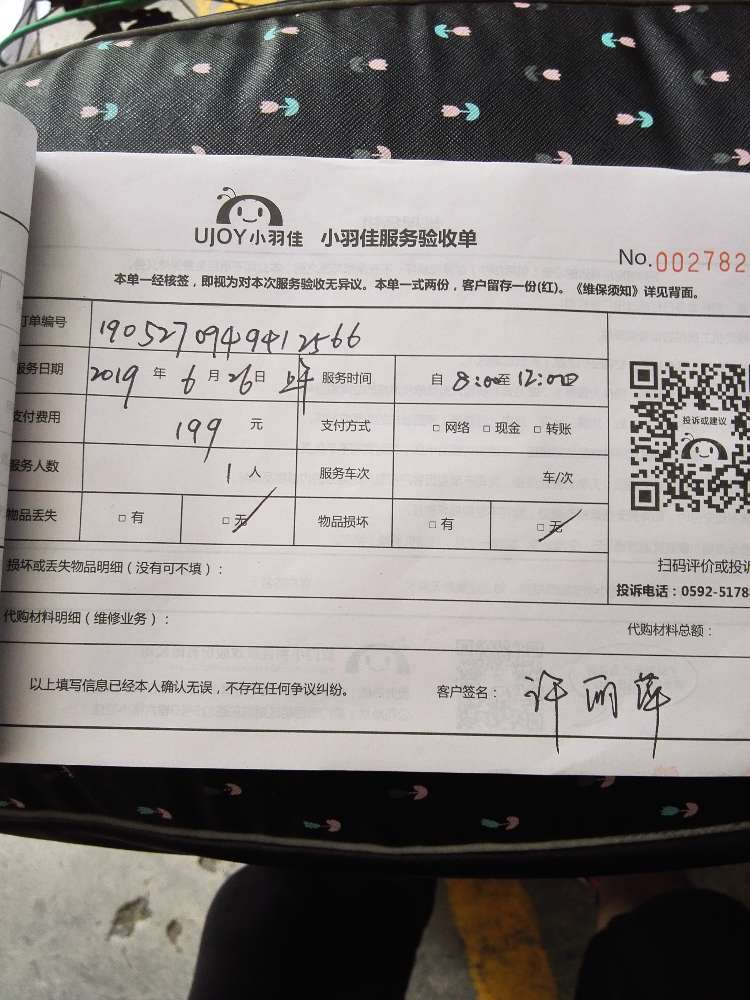 UJOY小羽佳 小羽佳服务验收单
No.002782
本单一经核签，即视为对本次服务验收无异议。本单一式两份，客户留存一份(红)。《维保须知》详见背面。
订单编号 1905270949412566
服务日期 2019 年 6 月 26 日 上午 服务时间 自 8:00 至 12:00
支付费用 199 元 支付方式 □ 网络 □ 现金 □ 转账
服务人数 1 人 服务车次 车/次
物品丢失 □ 有 □ 无 物品损坏 □ 有 □ 无
投诉或建议
扫码评价或投诉
投诉电话：0592-5178
损坏或丢失物品明细（没有可不填）：
代购材料明细（维修业务）： 代购材料总额：
以上填写信息已经本人确认无误，不存在任何争议纠纷。 客户签名： 许丽萍